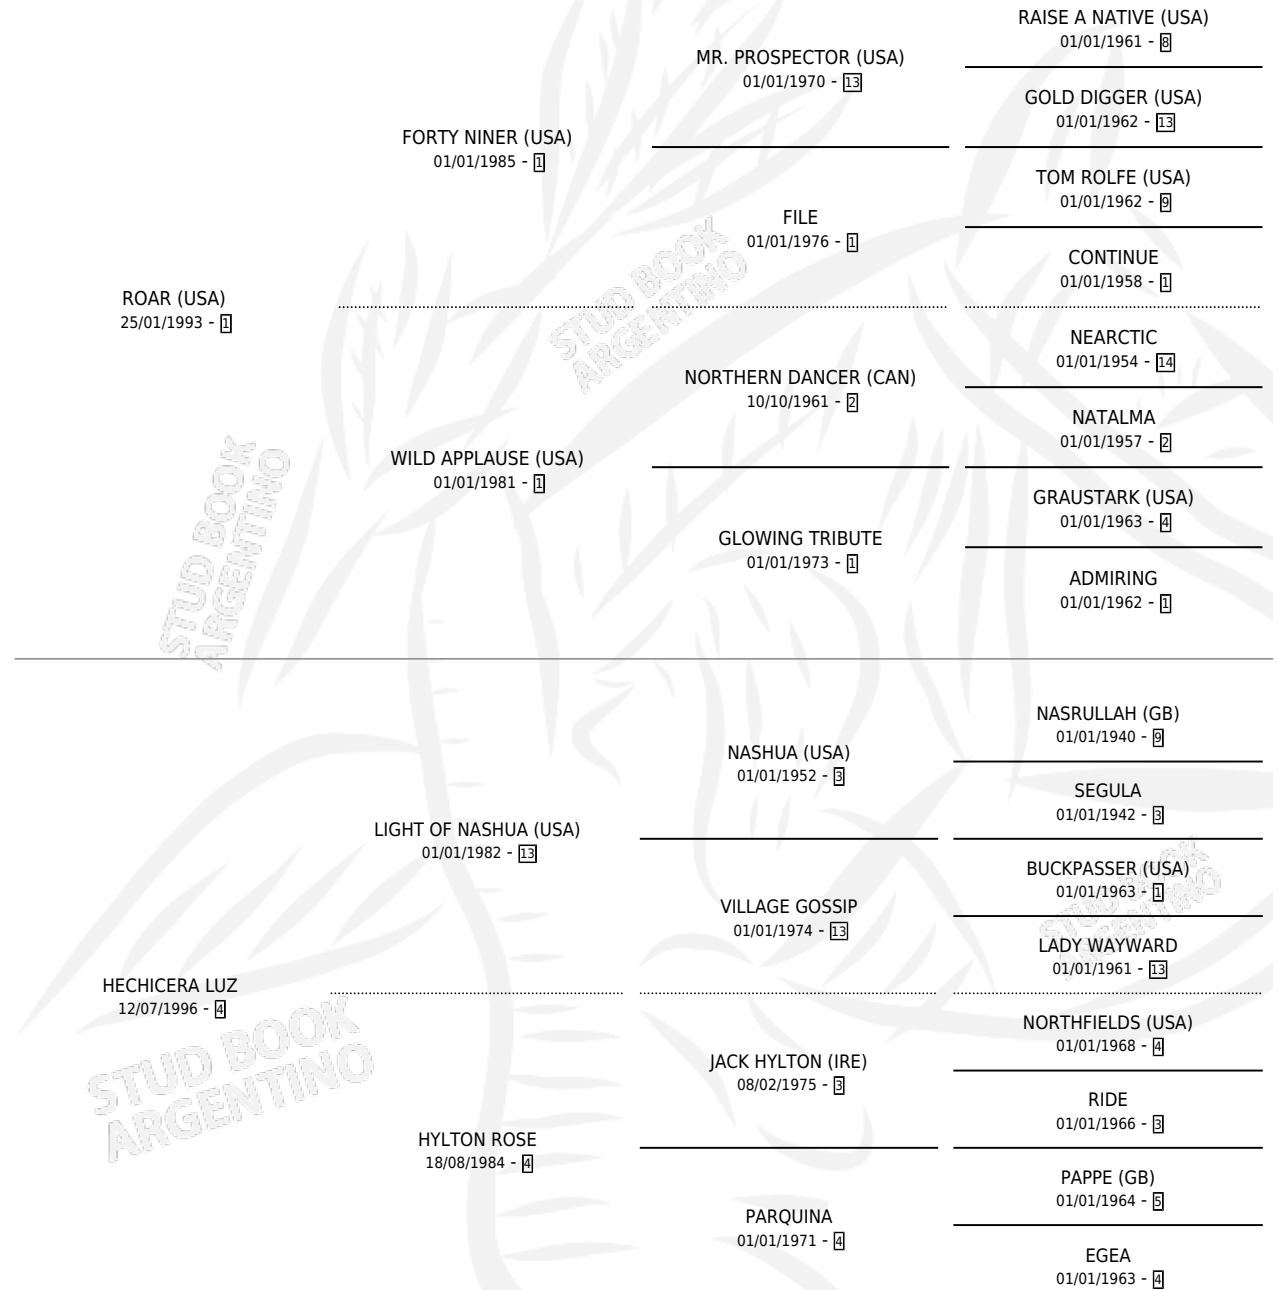 RAISE A NATIVE (USA)
01/01/1961 - 8
MR. PROSPECTOR (USA)
01/01/1970 - 13
GOLD DIGGER (USA)
01/01/1962 - 13
FORTY NINER (USA)
01/01/1985 - 1
TOM ROLFE (USA)
01/01/1962 - 9
FILE
01/01/1976 - 1
CONTINUE
01/01/1958 - 1
ROAR (USA)
25/01/1993 - 1
NEARCTIC
01/01/1954 - 14
NORTHERN DANCER (CAN)
10/10/1961 - 2
NATALMA
01/01/1957 - 2
WILD APPLAUSE (USA)
01/01/1981 - 1
GRAUSTARK (USA)
01/01/1963 - 4
GLOWING TRIBUTE
01/01/1973 - 1
ADMIRING
01/01/1962 - 1
STUD BOOK
ARGENTINO
STUD BOOK
ARGENTINO
NASRULLAH (GB)
01/01/1940 - 9
NASHUA (USA)
01/01/1952 - 3
SEGULA
01/01/1942 - 3
LIGHT OF NASHUA (USA)
01/01/1982 - 13
BUCKPASSER (USA)
01/01/1963 - 1
VILLAGE GOSSIP
01/01/1974 - 13
LADY WAYWARD
01/01/1961 - 13
STUD BOOK
ARGENTINO
HECHICERA LUZ
12/07/1996 - 4
NORTHFIELDS (USA)
01/01/1968 - 4
JACK HYLTON (IRE)
08/02/1975 - 3
RIDE
01/01/1966 - 3
HYLTON ROSE
18/08/1984 - 4
PAPPE (GB)
01/01/1964 - 5
PARQUINA
01/01/1971 - 4
EGEA
01/01/1963 - 4
STUD BOOK
ARGENTINO